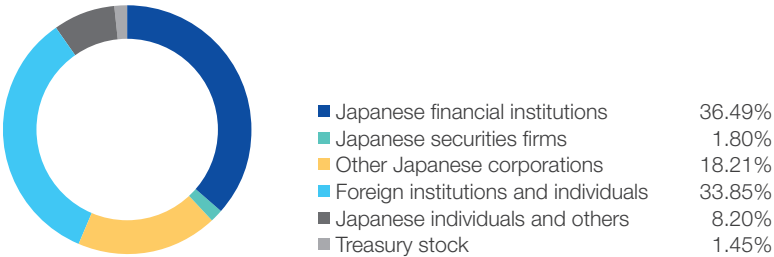 Japanese financial institutions 36.49%
Japanese securities firms 1.80%
Other Japanese corporations 18.21%
Foreign institutions and individuals 33.85%
Japanese individuals and others 8.20%
Treasury stock 1.45%